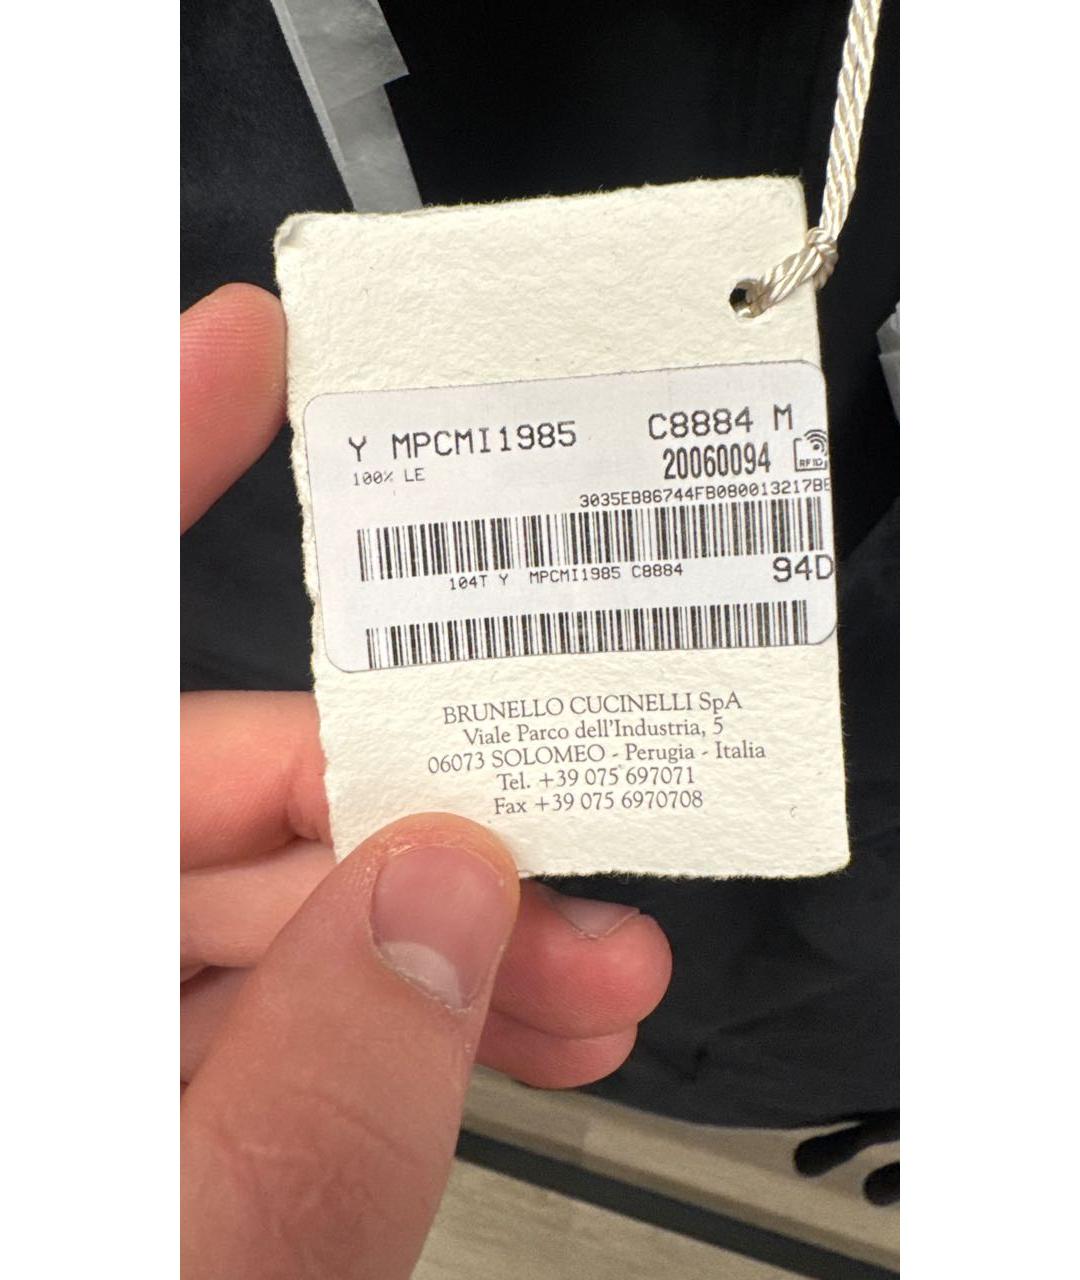 Y MPCMI1985 C8884 M
100% LE 20060094 RFID
3035EB86744FB080013217BE
104T Y MPCMI1985 C8884 94D
BRUNELLO CUCINELLI SpA
Viale Parco dell'Industria, 5
06073 SOLOMEO - Perugia - Italia
Tel. +39 075 697071
Fax +39 075 6970708